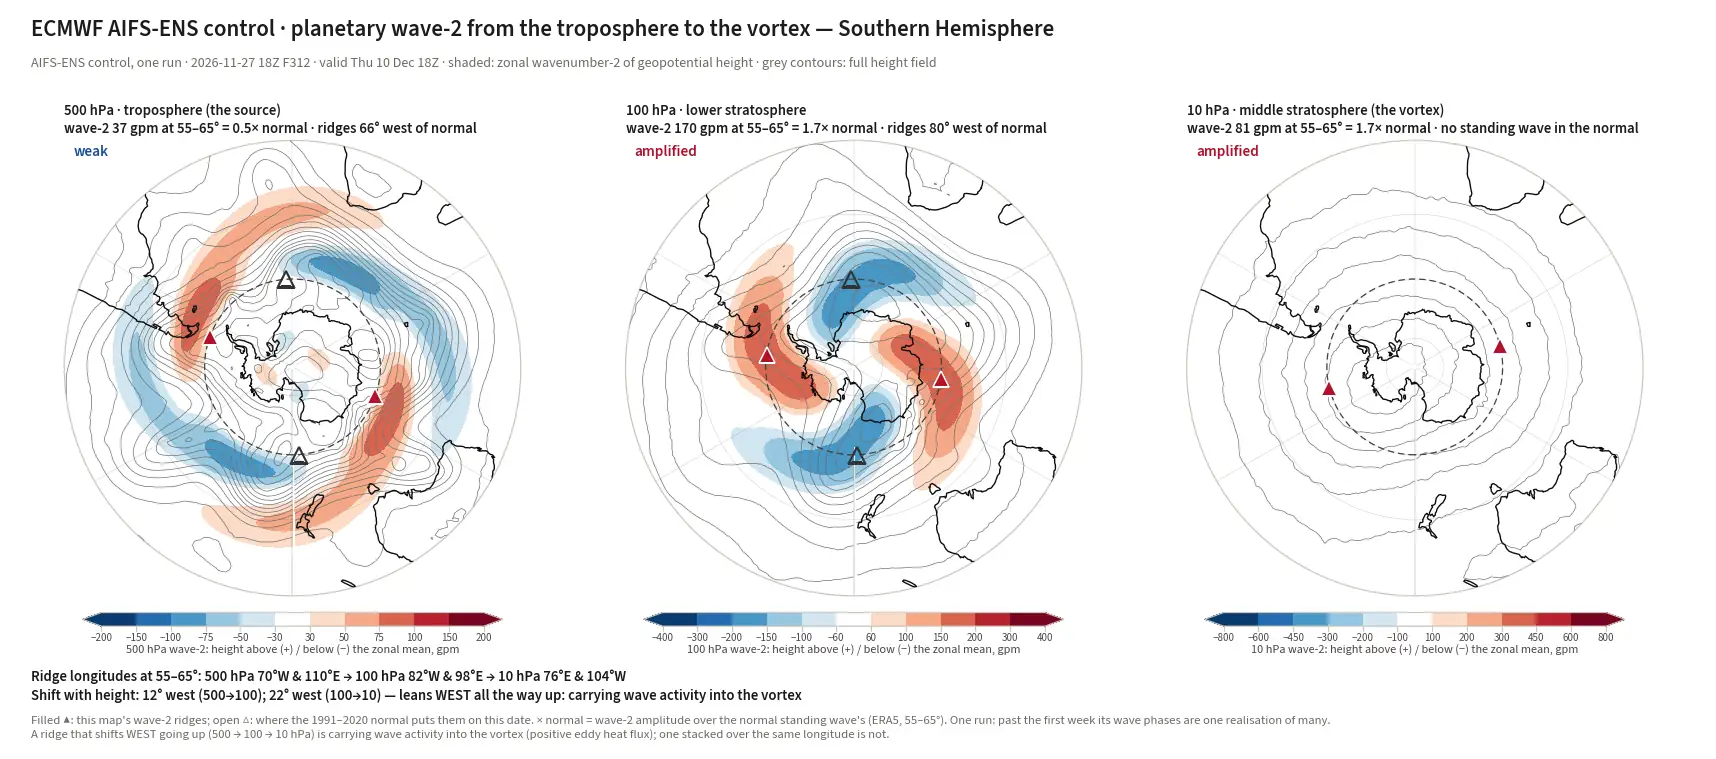 ECMWF AIFS-ENS control · planetary wave-2 from the troposphere to the vortex — Southern Hemisphere
AIFS-ENS control, one run · 2026-11-27 18Z F312 · valid Thu 10 Dec 18Z · shaded: zonal wavenumber-2 of geopotential height · grey contours: full height field
500 hPa · troposphere (the source)
wave-2 37 gpm at 55–65° = 0.5× normal · ridges 66° west of normal
weak
100 hPa · lower stratosphere
wave-2 170 gpm at 55–65° = 1.7× normal · ridges 80° west of normal
amplified
10 hPa · middle stratosphere (the vortex)
wave-2 81 gpm at 55–65° = 1.7× normal · no standing wave in the normal
amplified
−200 −150 −100 −75 −50 −30 30 50 75 100 150 200
500 hPa wave-2: height above (+) / below (−) the zonal mean, gpm
−400 −300 −200 −150 −100 −60 60 100 150 200 300 400
100 hPa wave-2: height above (+) / below (−) the zonal mean, gpm
−800 −600 −450 −300 −200 −100 100 200 300 450 600 800
10 hPa wave-2: height above (+) / below (−) the zonal mean, gpm
Ridge longitudes at 55–65°: 500 hPa 70°W & 110°E → 100 hPa 82°W & 98°E → 10 hPa 76°E & 104°W
Shift with height: 12° west (500→100); 22° west (100→10) — leans WEST all the way up: carrying wave activity into the vortex
Filled ▲: this map's wave-2 ridges; open △: where the 1991–2020 normal puts them on this date. × normal = wave-2 amplitude over the normal standing wave's (ERA5, 55–65°). One run: past the first week its wave phases are one realisation of many.
A ridge that shifts WEST going up (500 → 100 → 10 hPa) is carrying wave activity into the vortex (positive eddy heat flux); one stacked over the same longitude is not.